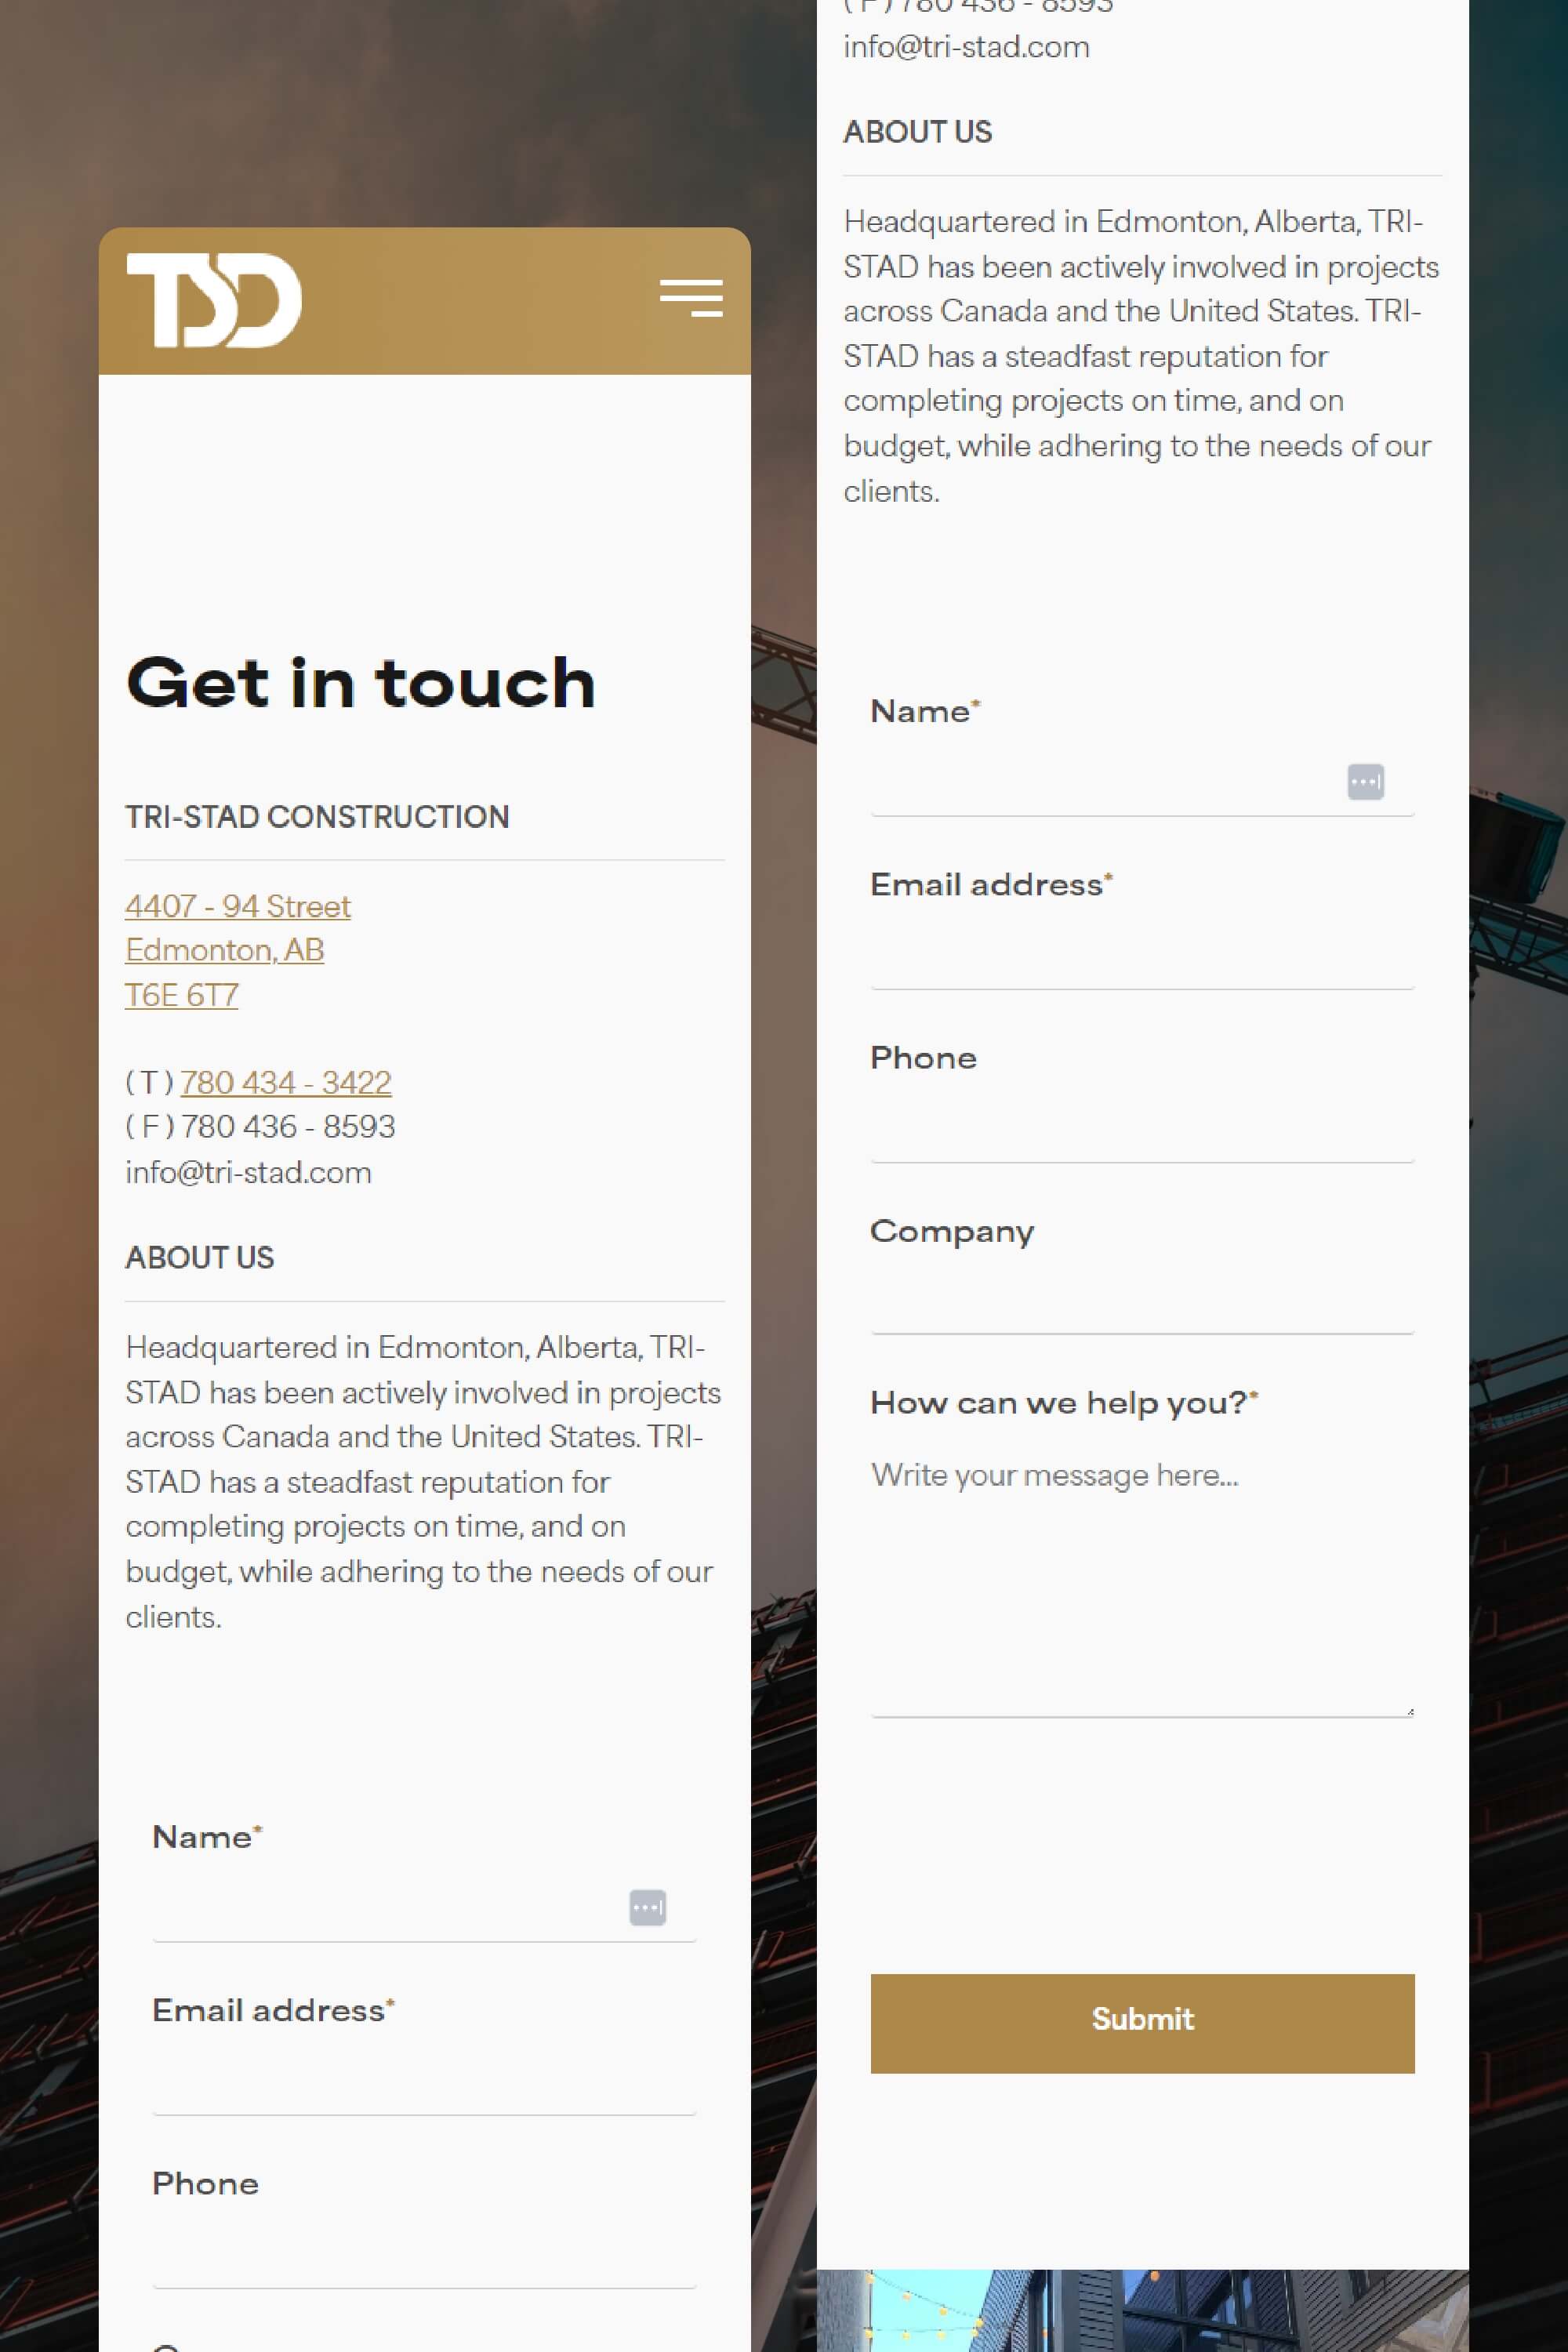 TSD
Get in touch
TRI-STAD CONSTRUCTION
4407 - 94 Street
Edmonton, AB
T6E 6T7
( T ) 780 434 - 3422
( F ) 780 436 - 8593
info@tri-stad.com
ABOUT US
Headquartered in Edmonton, Alberta, TRI-
STAD has been actively involved in projects
across Canada and the United States. TRI-
STAD has a steadfast reputation for
completing projects on time, and on
budget, while adhering to the needs of our
clients.
Name*
Email address*
Phone
( F ) 780 436 - 8593
info@tri-stad.com
ABOUT US
Headquartered in Edmonton, Alberta, TRI-
STAD has been actively involved in projects
across Canada and the United States. TRI-
STAD has a steadfast reputation for
completing projects on time, and on
budget, while adhering to the needs of our
clients.
Name*
Email address*
Phone
Company
How can we help you?*
Write your message here...
Submit